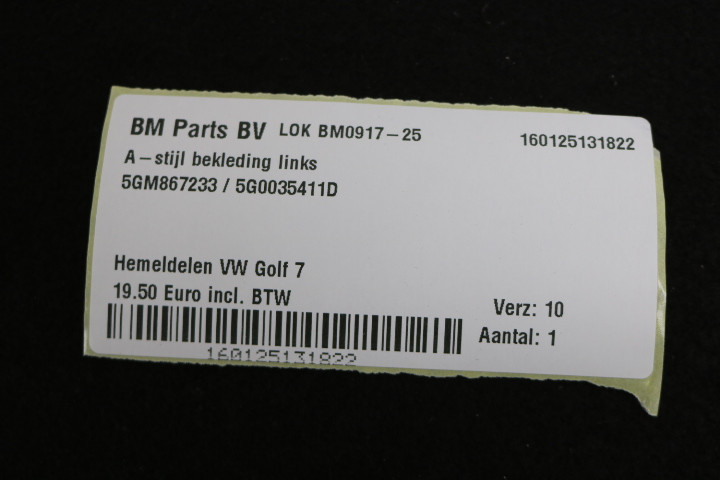 BM Parts BV LOK BM0917-25 160125131822
A-stijl bekleding links
5GM867233 / 5G0035411D
Hemeldelen VW Golf 7
19.50 Euro incl. BTW
Verz: 10
Aantal: 1
160125131822